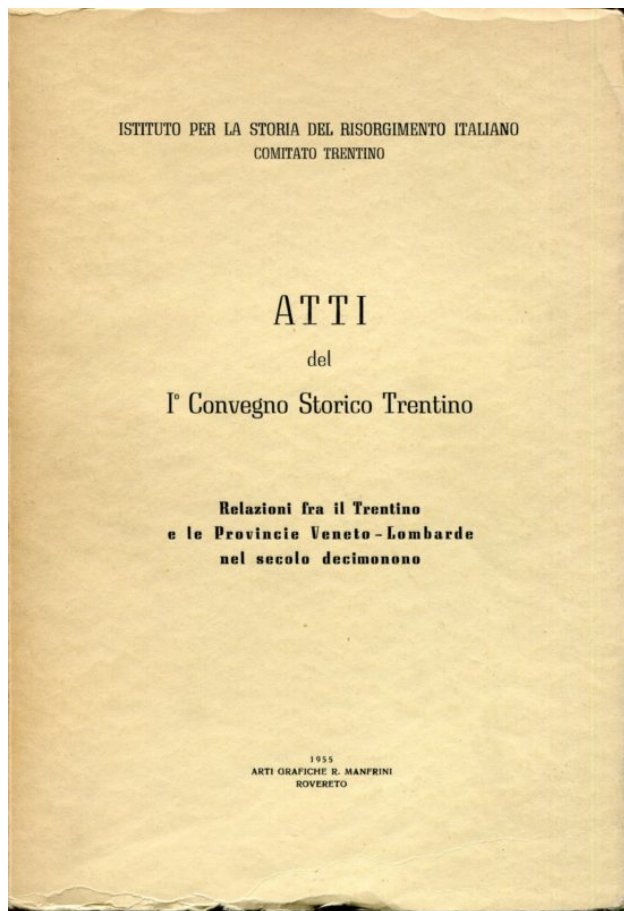 ISTITUTO PER LA STORIA DEL RISORGIMENTO ITALIANO
COMITATO TRENTINO
ATTI
del
I° Convegno Storico Trentino
Relazioni fra il Trentino
e le Provincie Veneto-Lombarde
nel secolo decimonono
1955
ARTI GRAFICHE R. MANFRINI
ROVERETO